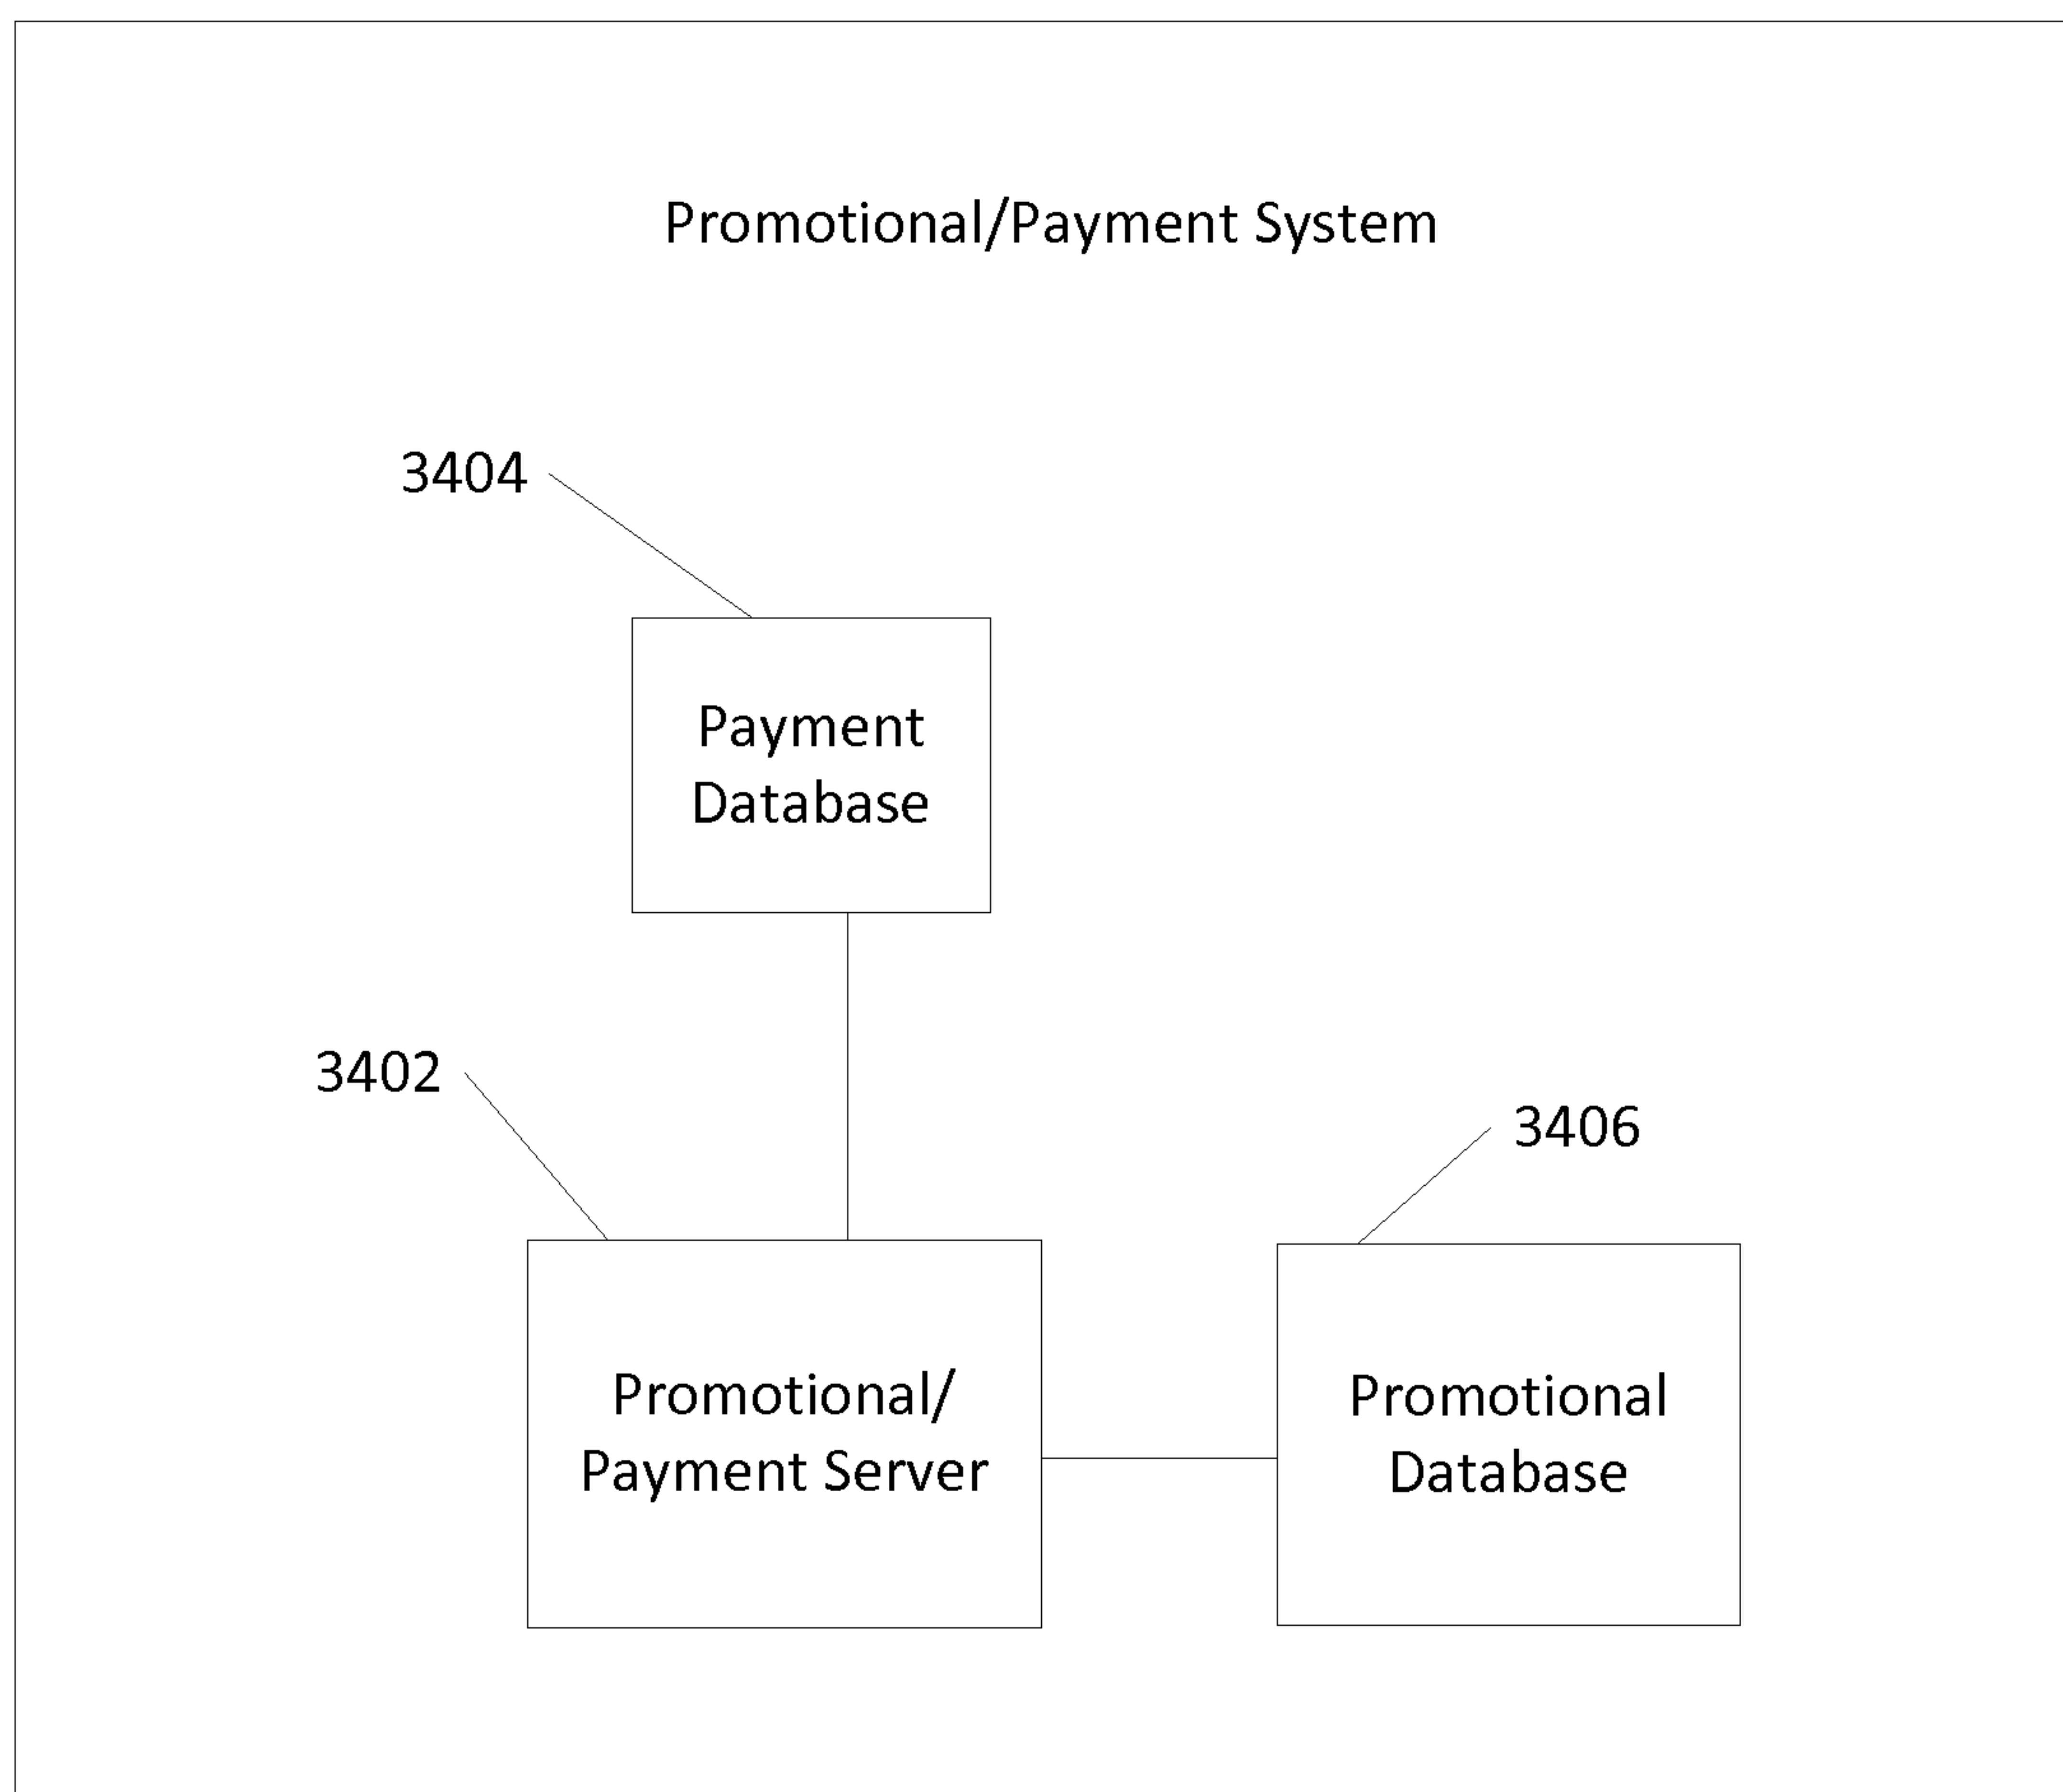 Promotional/Payment System
3404
Payment
Database
3402
3406
Promotional/
Payment Server
Promotional
Database